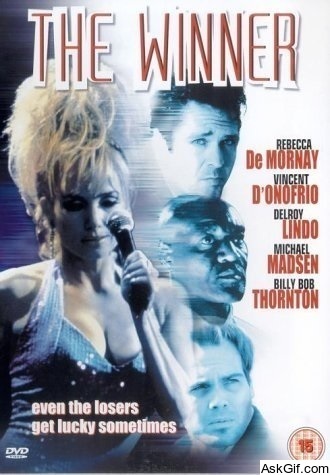 THE WINNER
REBECCA
DE MORNAY
VINCENT
D'ONOFRIO
DELROY
LINDO
MICHAEL
MADSEN
BILLY BOB
THORNTON
even the losers
get lucky sometimes
DVD
15
AskGif.com